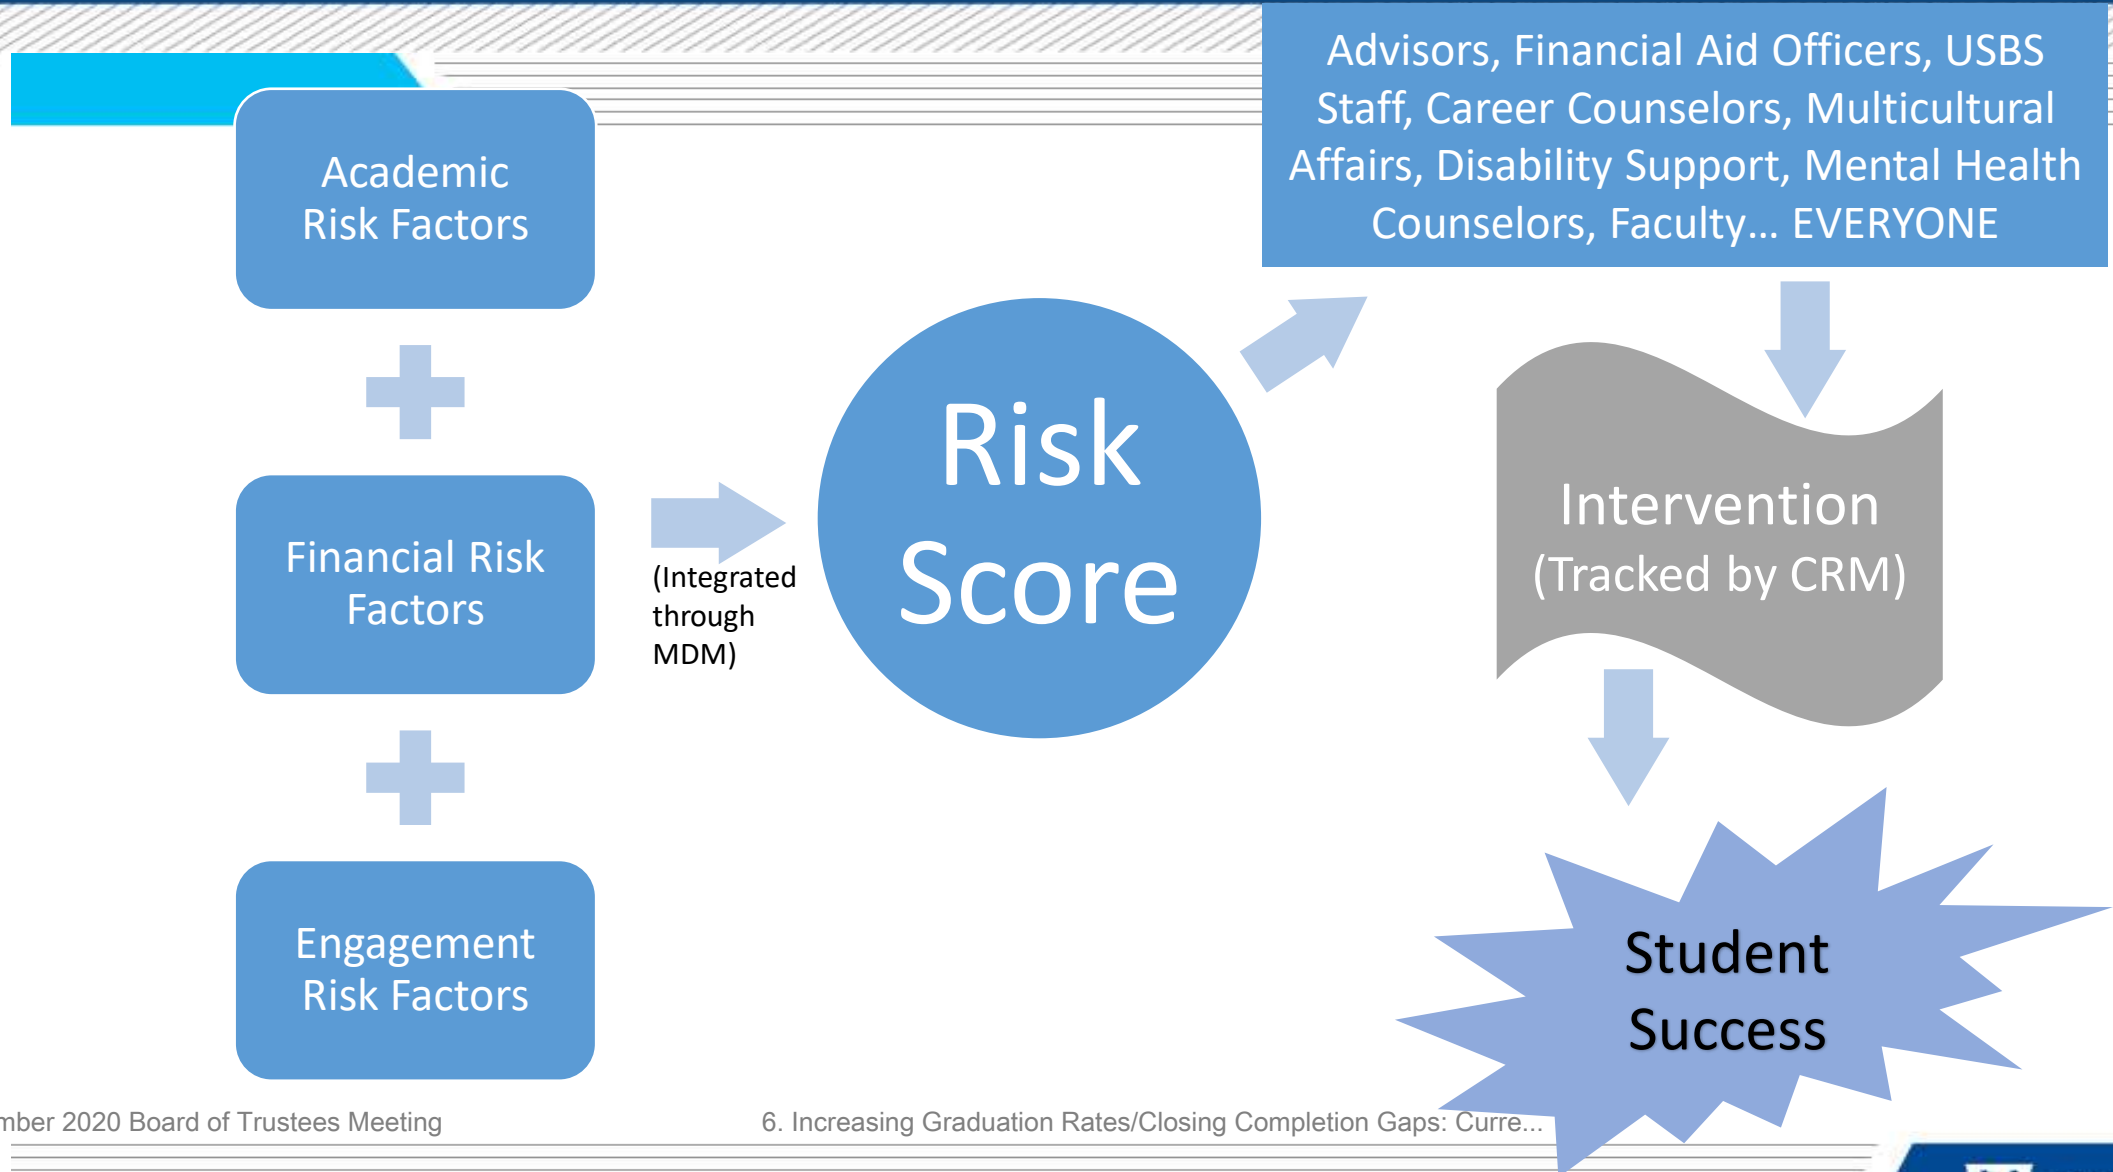 Advisors, Financial Aid Officers, USBS
Staff, Career Counselors, Multicultural
Affairs, Disability Support, Mental Health
Counselors, Faculty... EVERYONE
Academic
Risk Factors
Financial Risk
Factors
Engagement
Risk Factors
(Integrated
through
MDM)
Risk
Score
Intervention
(Tracked by CRM)
Student
Success
mber 2020 Board of Trustees Meeting
6. Increasing Graduation Rates/Closing Completion Gaps: Curre...